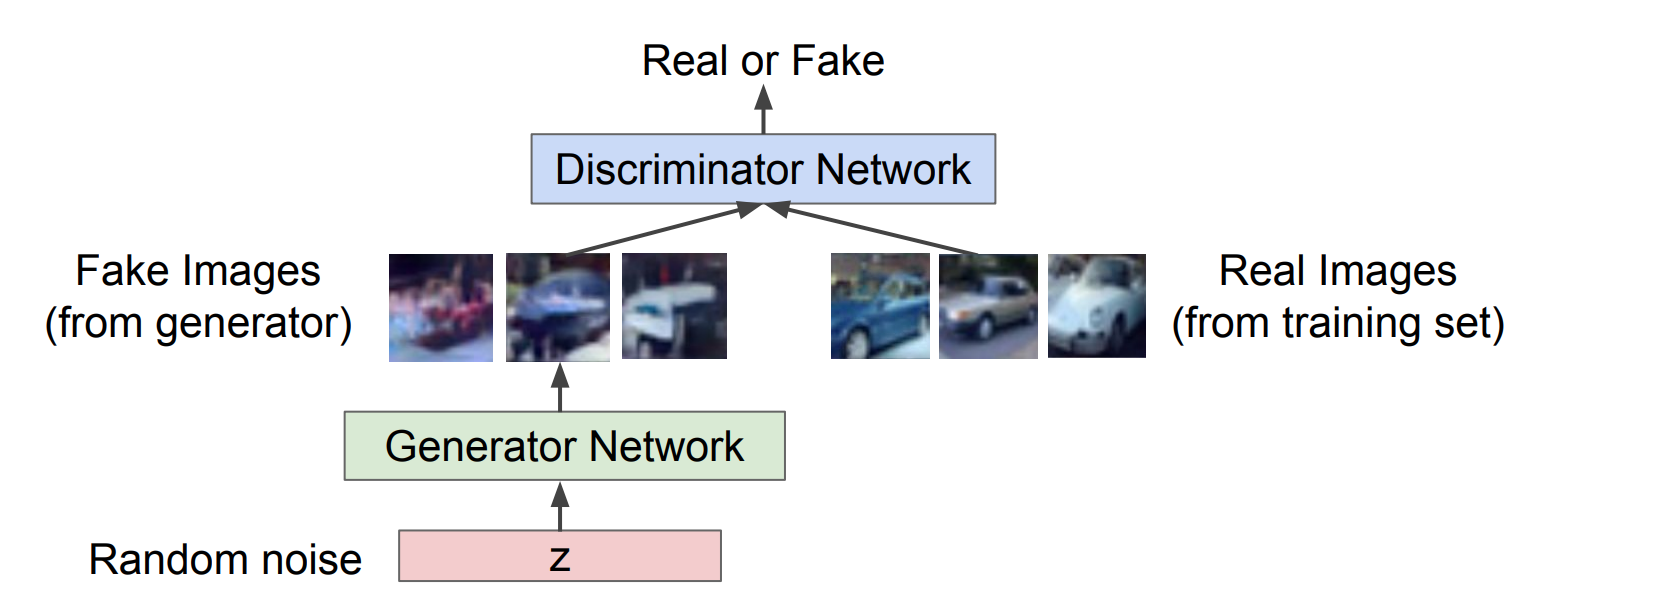 Real or Fake
Discriminator Network
Fake Images
(from generator)
Real Images
(from training set)
Generator Network
Random noise
z